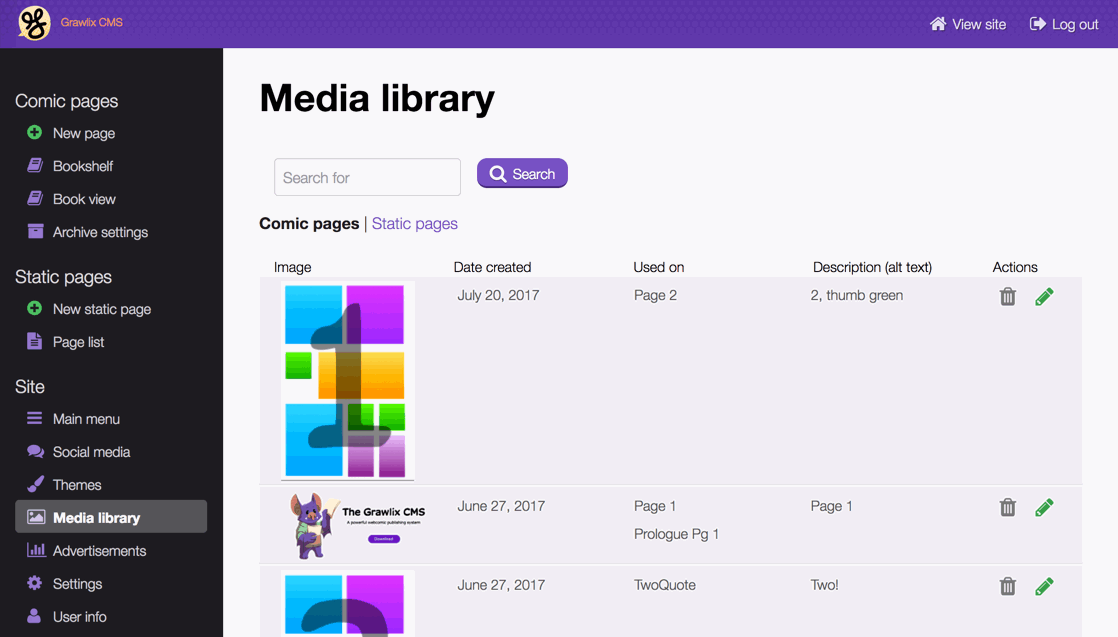 Grawlix CMS
View site
Log out
Comic pages
New page
Bookshelf
Book view
Archive settings
Static pages
New static page
Page list
Site
Main menu
Social media
Themes
Media library
Advertisements
Settings
User info
Media library
Search for
Search
Comic pages | Static pages
Image Date created Used on Description (alt text) Actions
1
July 20, 2017 Page 2 2, thumb green
The Grawlix CMS
A powerful webcomic publishing system
Download
June 27, 2017 Page 1 Page 1
Prologue Pg 1
2
June 27, 2017 TwoQuote Two!